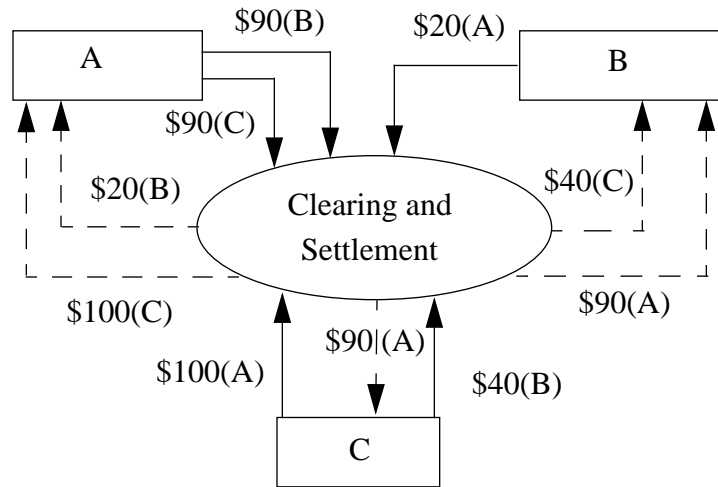 $90(B)
$20(A)
A
B
$90(C)
$20(B)
$40(C)
Clearing and
Settlement
$100(C)
$90(A)
$90(A)
$100(A)
$40(B)
C